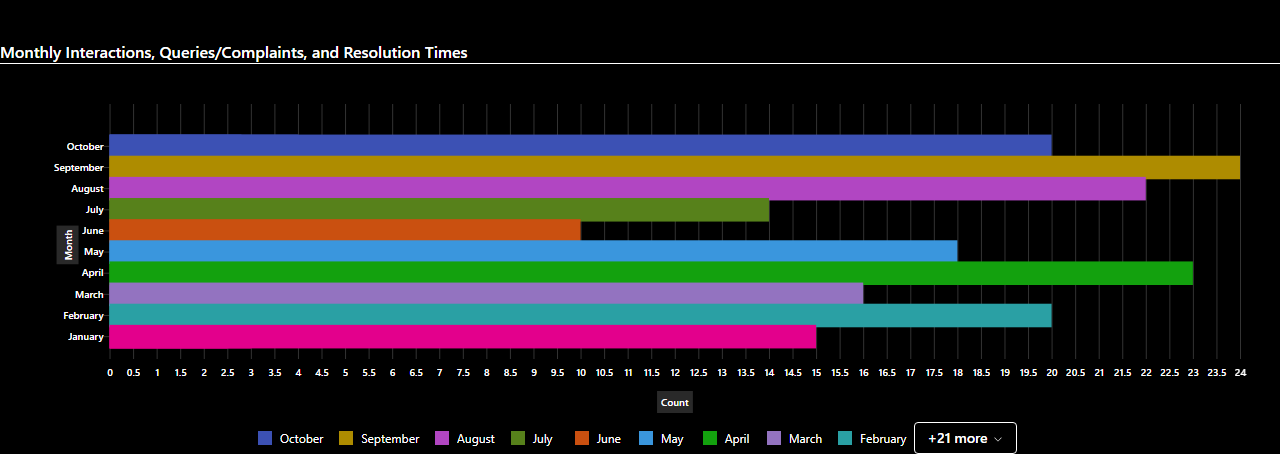 Monthly Interactions, Queries/Complaints, and Resolution Times
October
September
August
July
June
May
April
March
February
January
Month
0 0.5 1 1.5 2 2.5 3 3.5 4 4.5 5 5.5 6 6.5 7 7.5 8 8.5 9 9.5 10 10.5 11 11.5 12 12.5 13 13.5 14 14.5 15 15.5 16 16.5 17 17.5 18 18.5 19 19.5 20 20.5 21 21.5 22 22.5 23 23.5 24
Count
October September August July June May April March February +21 more